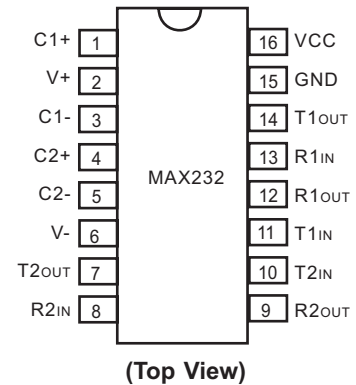 C1+ 1 16 VCC
V+ 2 15 GND
C1- 3 14 T1OUT
C2+ 4 13 R1IN
MAX232
C2- 5 12 R1OUT
V- 6 11 T1IN
T2OUT 7 10 T2IN
R2IN 8 9 R2OUT
(Top View)